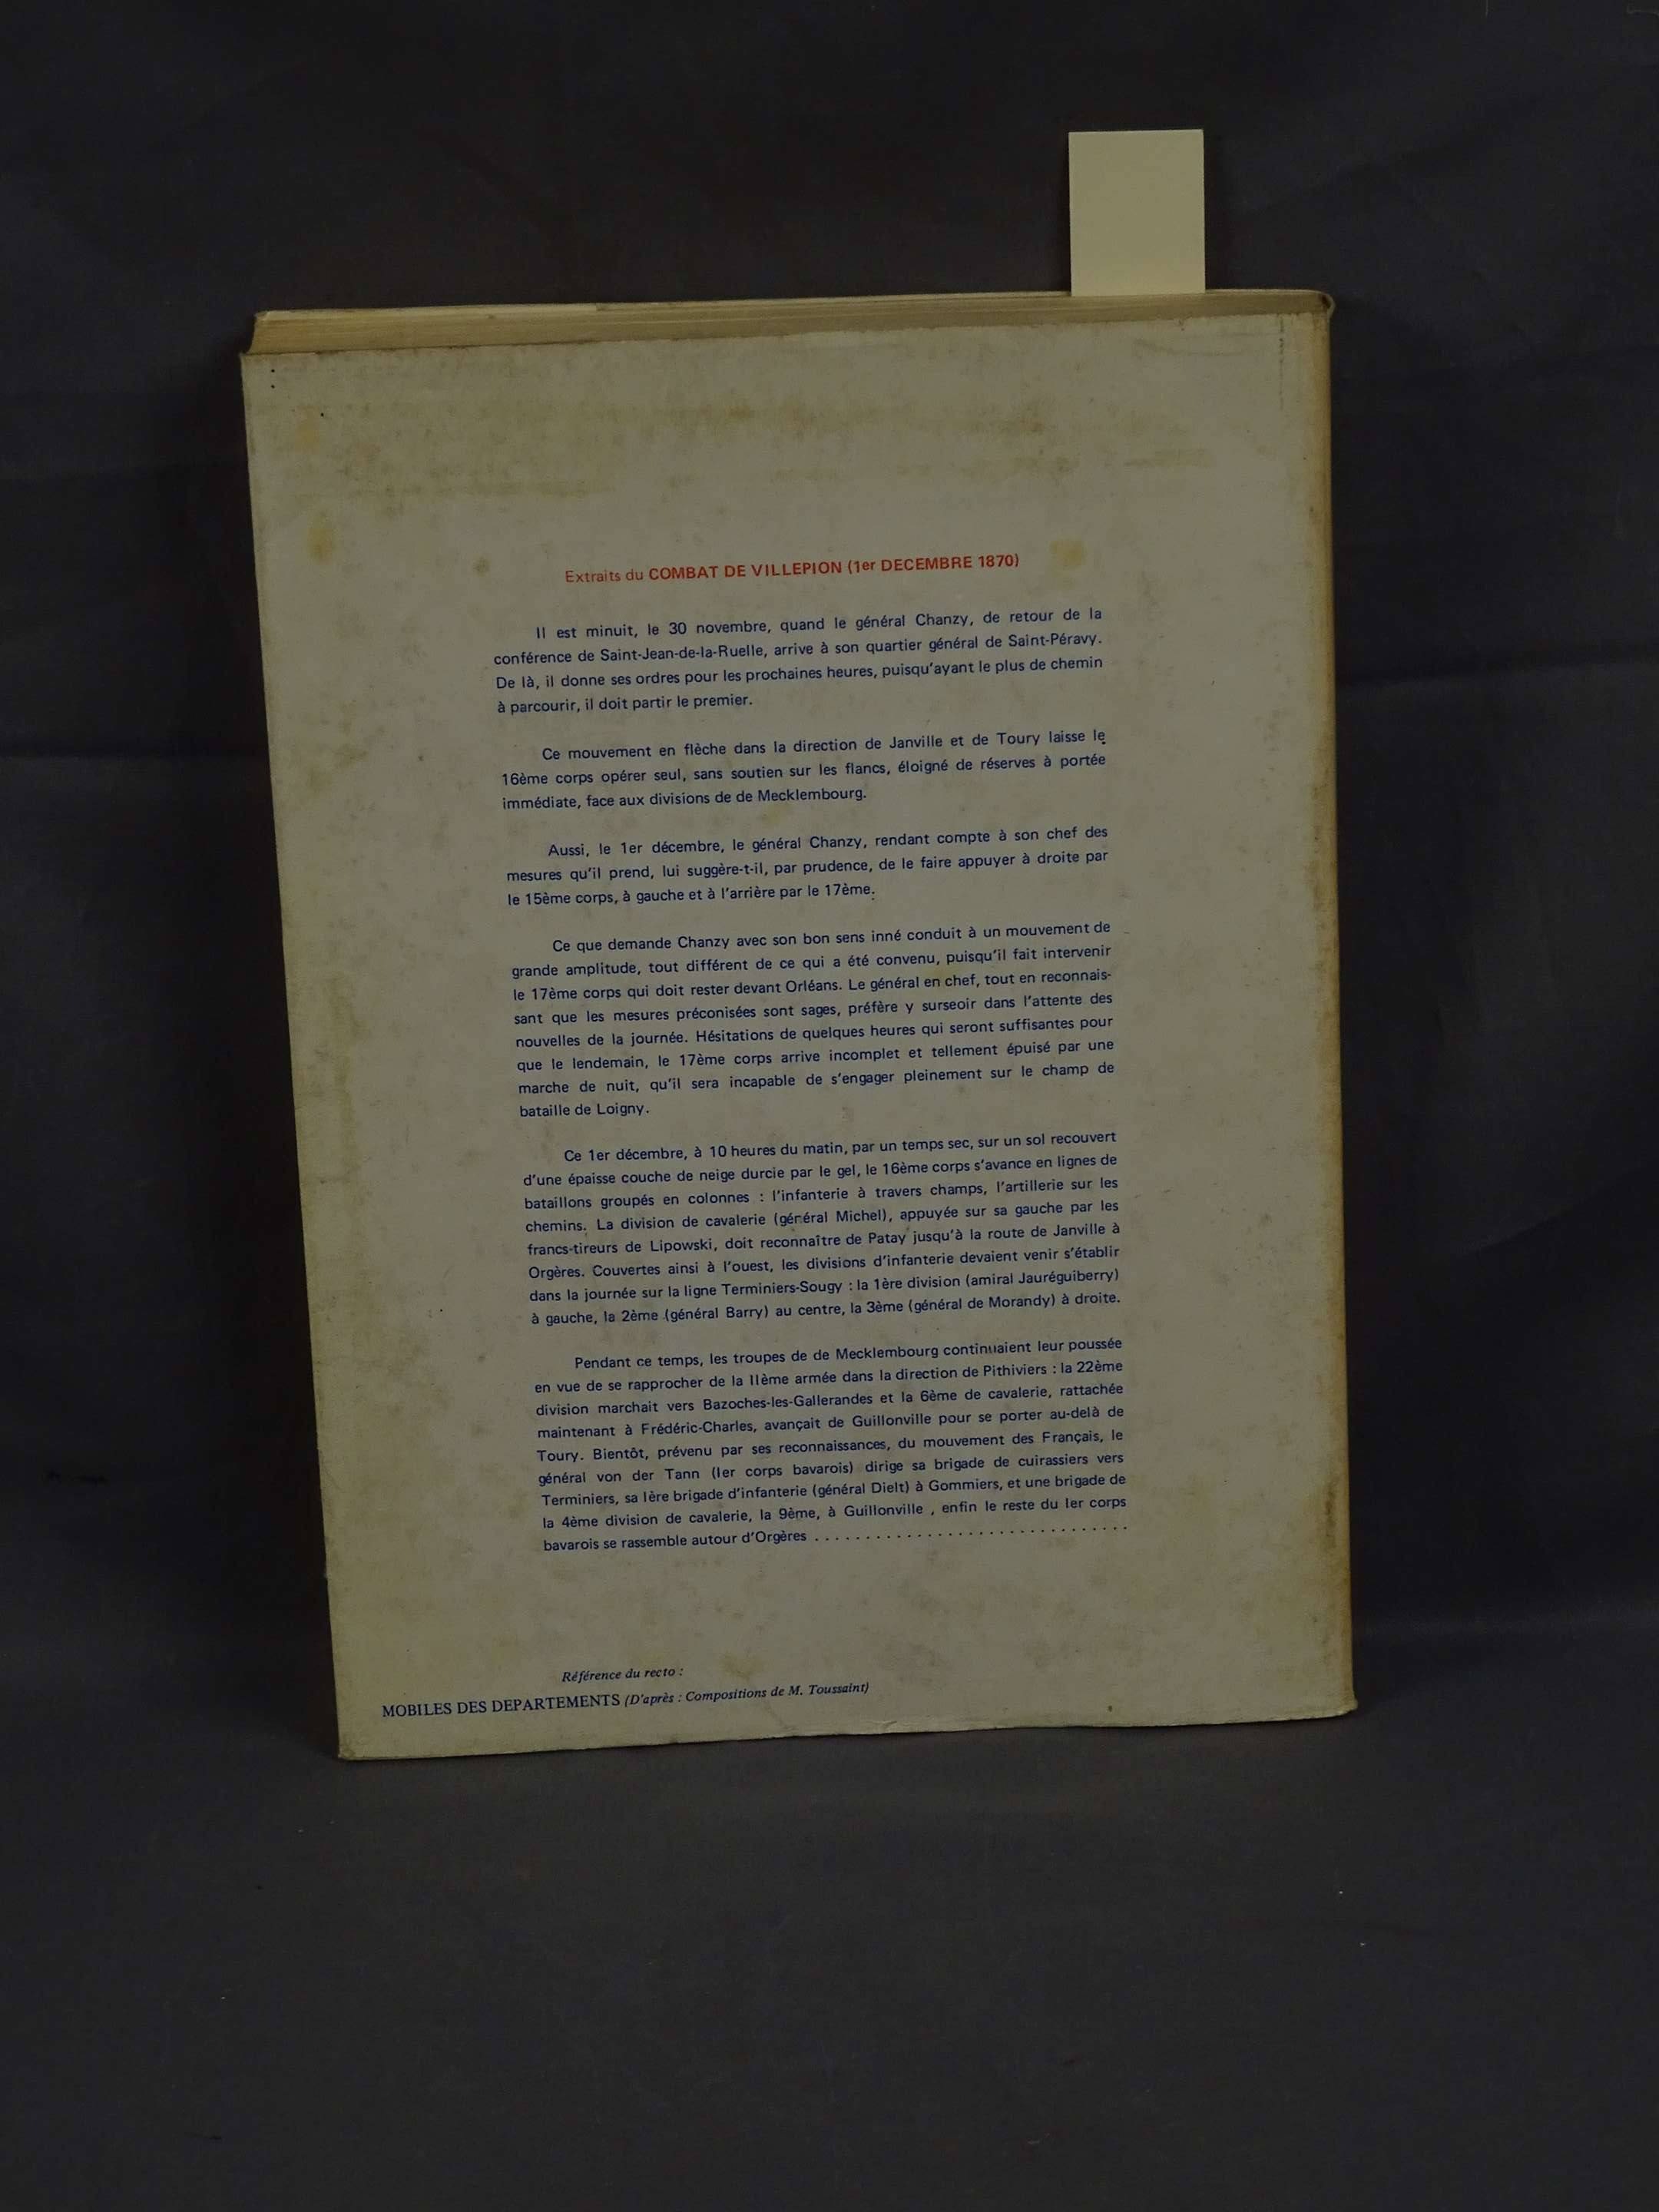 Extraits du COMBAT DE VILLEPION (1er DECEMBRE 1870)
Il est minuit, le 30 novembre, quand le général Chanzy, de retour de la
conférence de Saint-Jean-de-la-Ruelle, arrive à son quartier général de Saint-Péravy.
De là, il donne ses ordres pour les prochaines heures, puisqu'ayant le plus de chemin
à parcourir, il doit partir le premier.
Ce mouvement en flèche dans la direction de Janville et de Toury laisse le
16ème corps opérer seul, sans soutien sur les flancs, éloigné de réserves à portée
immédiate, face aux divisions de de Mecklembourg.
Aussi, le 1er décembre, le général Chanzy, rendant compte à son chef des
mesures qu'il prend, lui suggère-t-il, par prudence, de le faire appuyer à droite par
le 15ème corps, à gauche et à l'arrière par le 17ème.
Ce que demande Chanzy avec son bon sens inné conduit à un mouvement de
grande amplitude, tout différent de ce qui a été convenu, puisqu'il fait intervenir
le 17ème corps qui doit rester devant Orléans. Le général en chef, tout en reconnais-
sant que les mesures préconisées sont sages, préfère y surseoir dans l'attente des
nouvelles de la journée. Hésitations de quelques heures qui seront suffisantes pour
que le lendemain, le 17ème corps arrive incomplet et tellement épuisé par une
marche de nuit, qu'il sera incapable de s'engager pleinement sur le champ de
bataille de Loigny.
Ce 1er décembre, à 10 heures du matin, par un temps sec, sur un sol recouvert
d'une épaisse couche de neige durcie par le gel, le 16ème corps s'avance en lignes de
bataillons groupés en colonnes : l'infanterie à travers champs, l'artillerie sur les
chemins. La division de cavalerie (général Michel), appuyée sur sa gauche par les
francs-tireurs de Lipowski, doit reconnaître de Patay jusqu'à la route de Janville à
Orgères. Couvertes ainsi à l'ouest, les divisions d'infanterie devaient venir s'établir
dans la journée sur la ligne Terminiers-Sougy : la 1ère division (amiral Jauréguiberry)
à gauche, la 2ème (général Barry) au centre, la 3ème (général de Morandy) à droite.
Pendant ce temps, les troupes de de Mecklembourg continuaient leur poussée
en vue de se rapprocher de la IIème armée dans la direction de Pithiviers : la 22ème
division marchait vers Bazoches-les-Gallerandes et la 6ème de cavalerie, rattachée
maintenant à Frédéric-Charles, avançait de Guillonville pour se porter au-delà de
Toury. Bientôt, prévenu par ses reconnaissances, du mouvement des Français, le
général von der Tann (Ier corps bavarois) dirige sa brigade de cuirassiers vers
Terminiers, sa Ière brigade d'infanterie (général Dielt) à Gommiers, et une brigade de
la 4ème division de cavalerie, la 9ème, à Guillonville , enfin le reste du Ier corps
bavarois se rassemble autour d'Orgères . . . . . . . . . . . . . . . . . . . . . . . . . . . . . . .
Référence du recto :
MOBILES DES DEPARTEMENTS (D'après : Compositions de M. Toussaint)